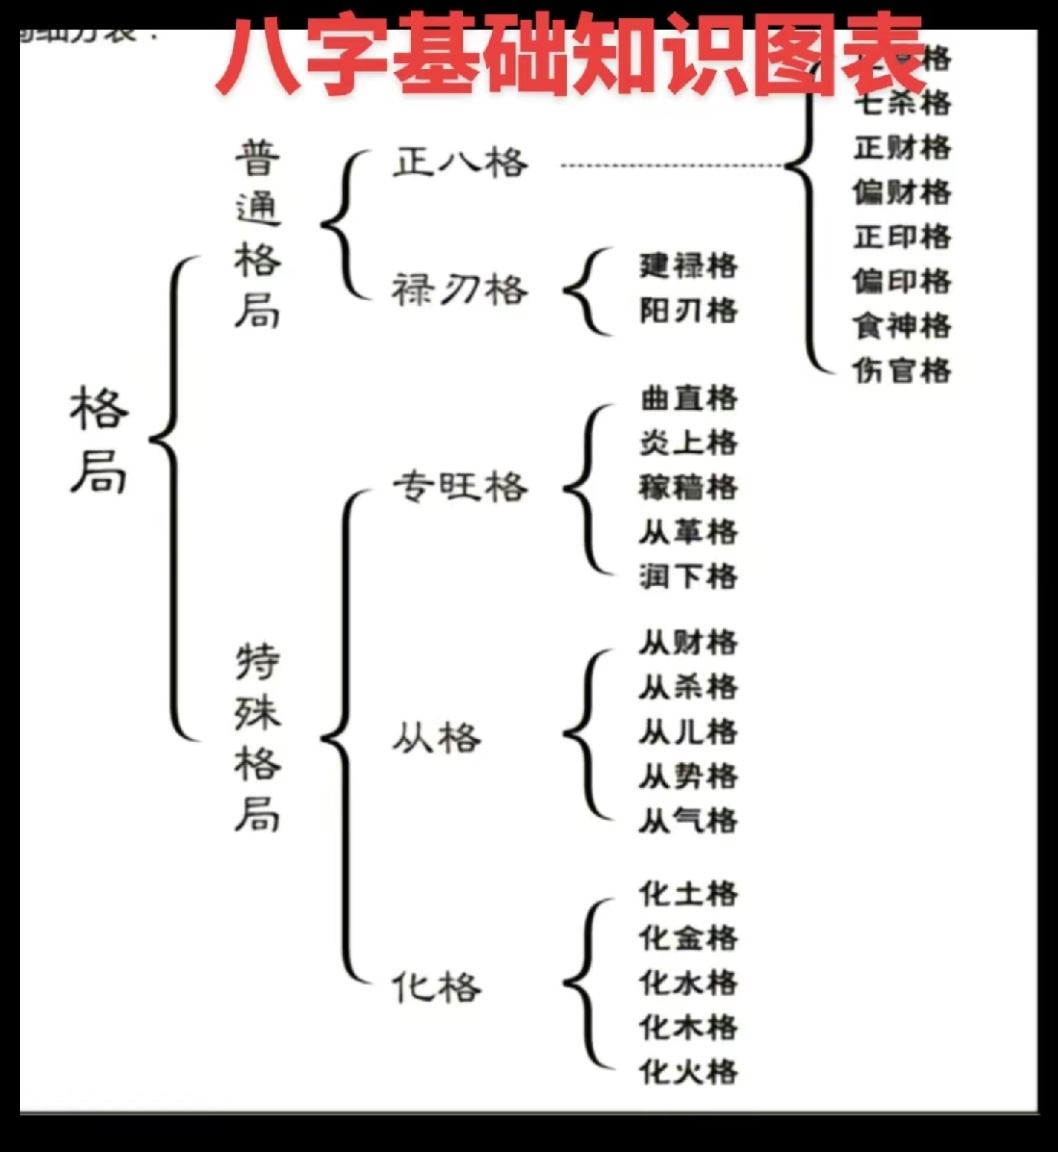 细分表：
八字基础知识图表
格局
普通格局
正八格
格
七杀格
正财格
偏财格
正印格
偏印格
食神格
伤官格
禄刃格
建禄格
阳刃格
特殊格局
专旺格
曲直格
炎上格
稼穑格
从革格
润下格
从格
从财格
从杀格
从儿格
从势格
从气格
化格
化土格
化金格
化水格
化木格
化火格